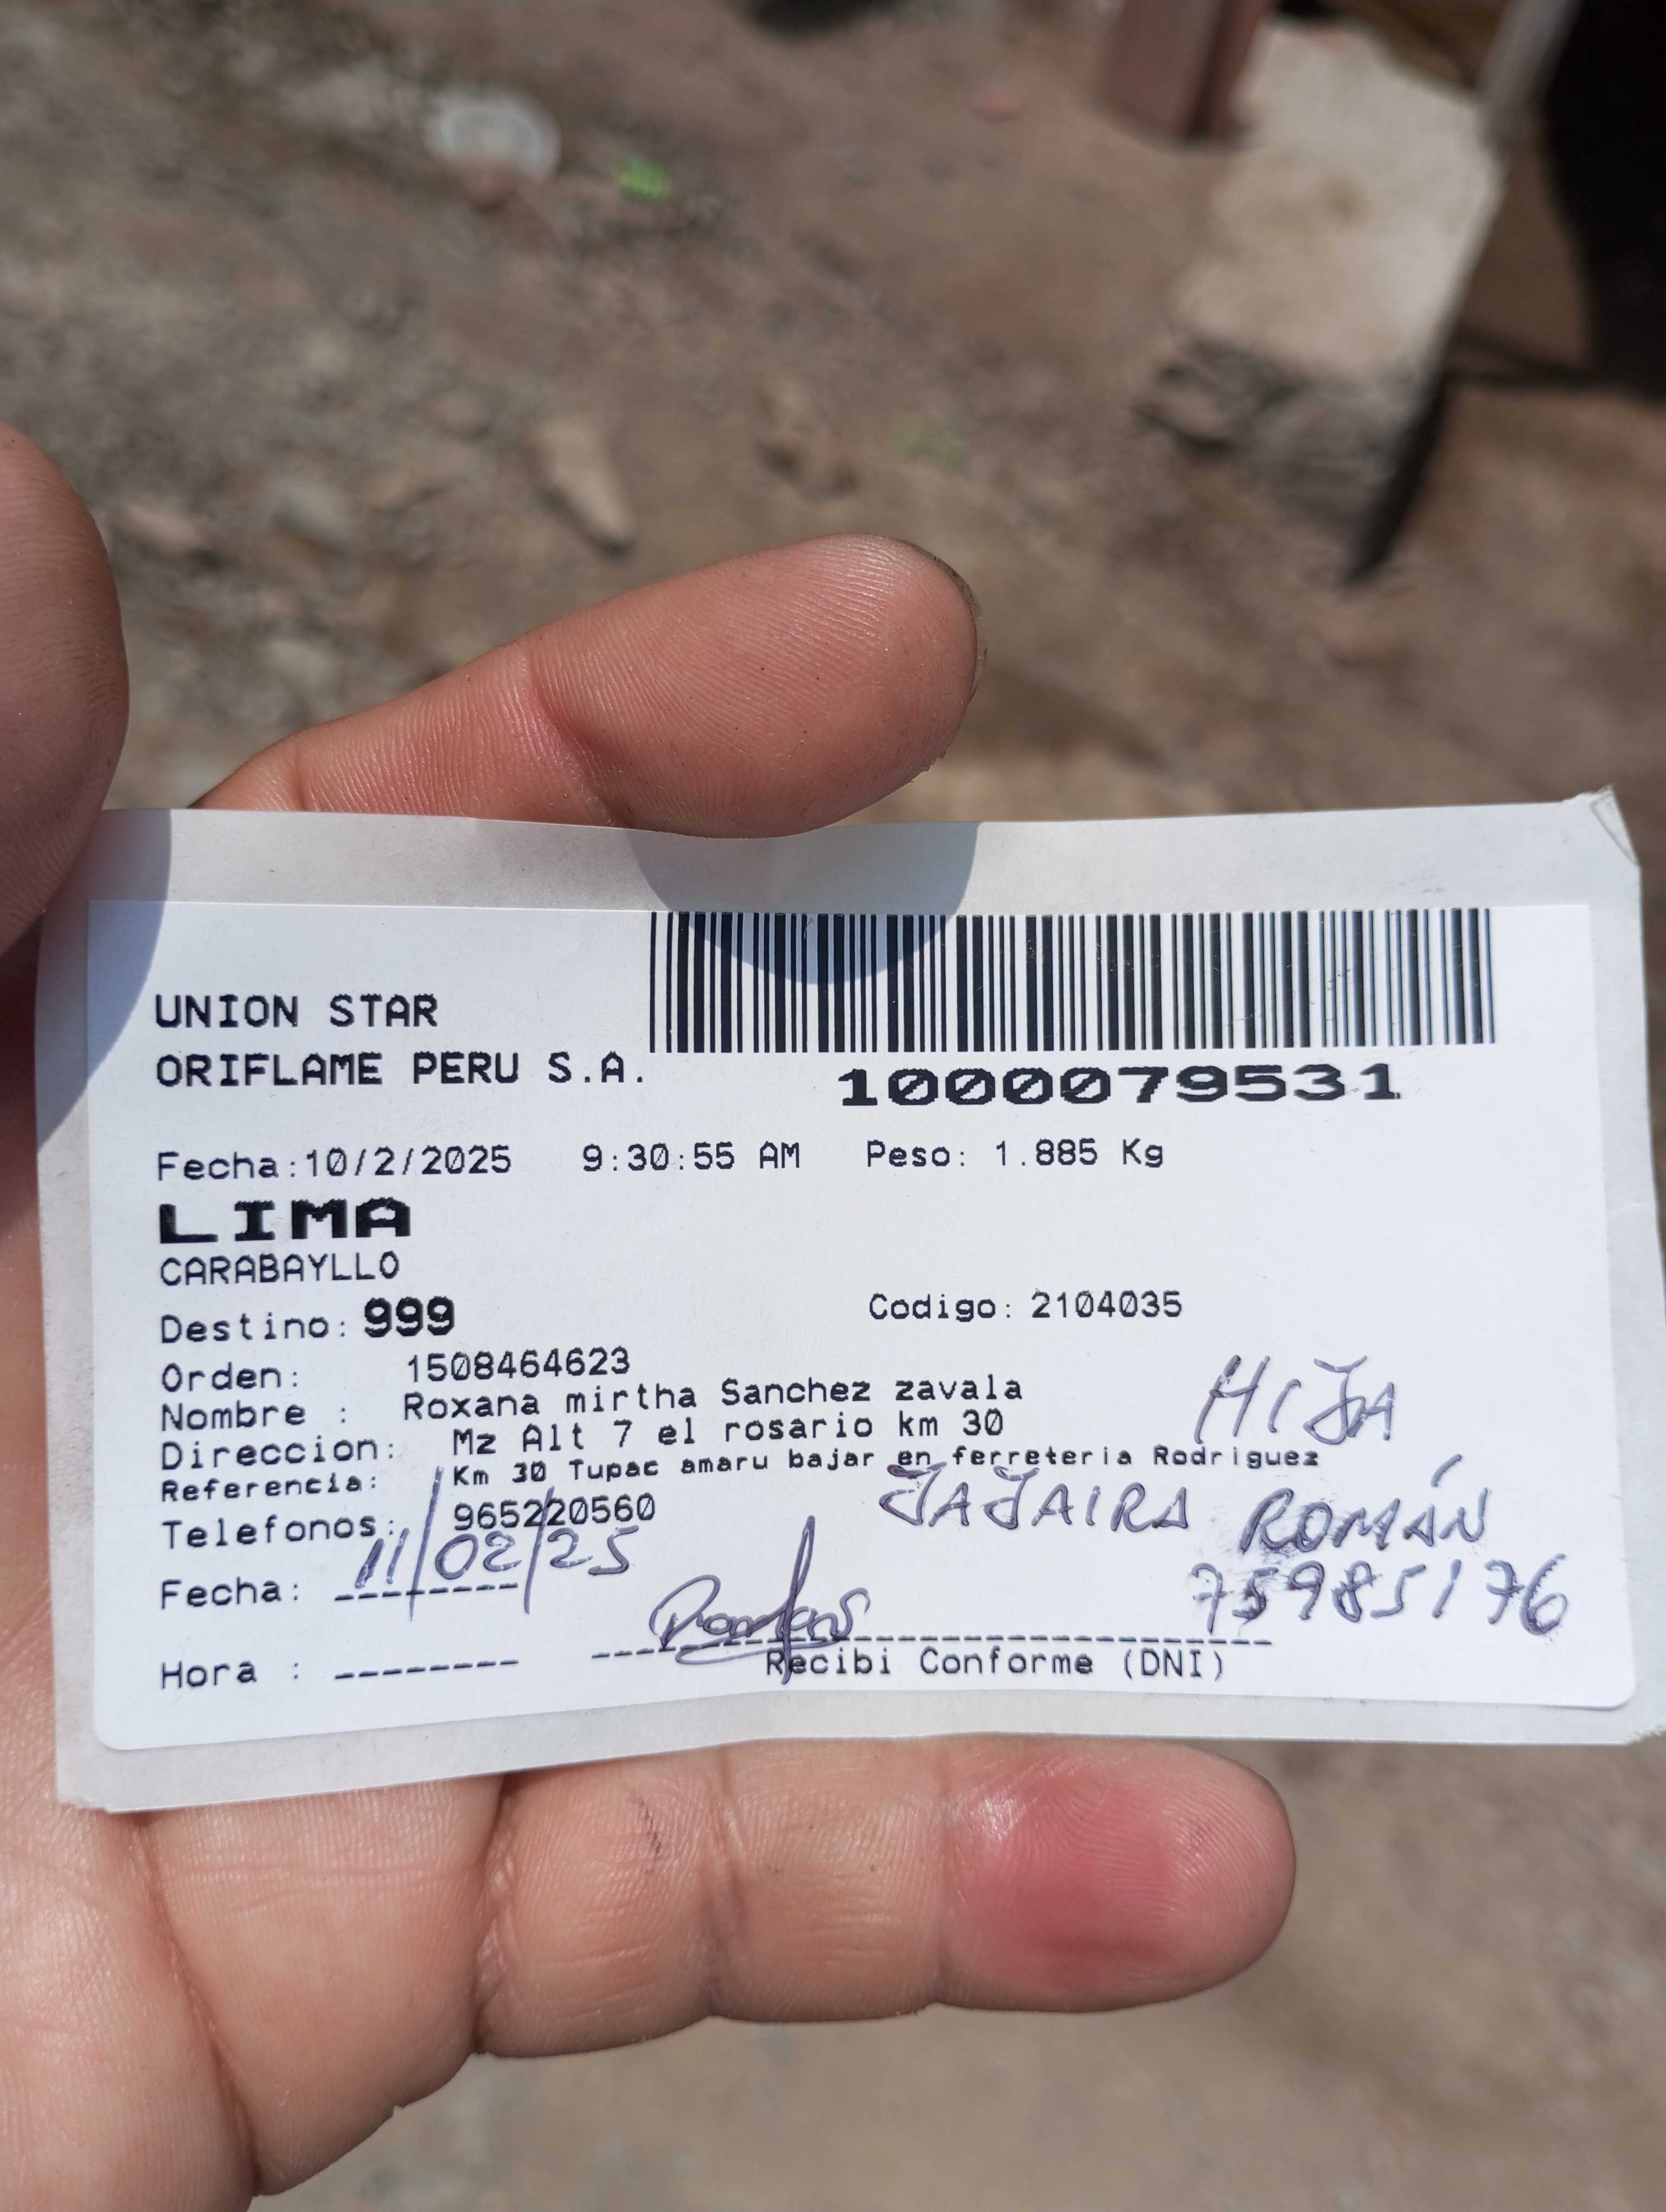 UNION STAR
ORIFLAME PERU S.A.
1000079531
Fecha:10/2/2025 9:30:55 AM Peso: 1.885 Kg
LIMA
CARABAYLLO
Destino: 999 Codigo: 2104035
Orden: 1508464623
Nombre : Roxana mirtha Sanchez zavala
HIJA
Direccion: Mz Alt 7 el rosario km 30
Referencia: Km 30 Tupac amaru bajar en ferreteria Rodriguez
Telefonos: 965220560
JAJAIRA ROMÁN
Fecha: 11/02/25
75985176
Hora :
Recibi Conforme (DNI)